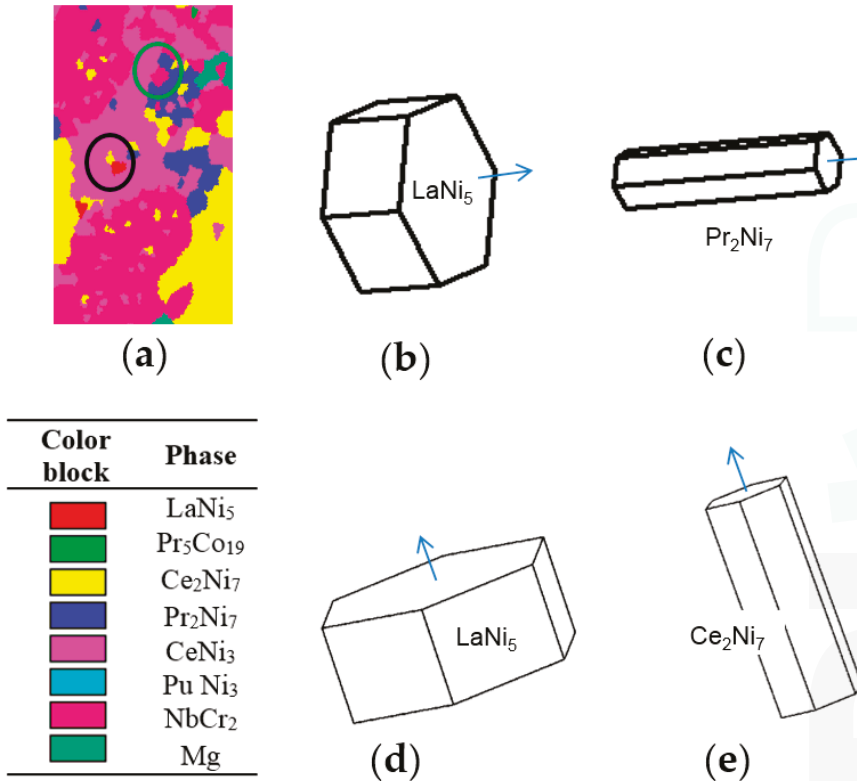 LaNi₅
Pr₂Ni₇
(a)
(b)
(c)
Color block
Phase
LaNi₅
Pr₅Co₁₉
Ce₂Ni₇
Pr₂Ni₇
CeNi₃
Pu Ni₃
NbCr₂
Mg
LaNi₅
Ce₂Ni₇
(d)
(e)